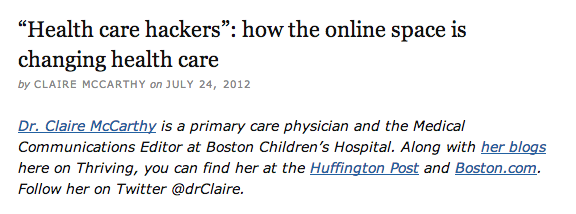 “Health care hackers”: how the online space is
changing health care
by CLAIRE MCCARTHY on JULY 24, 2012
Dr. Claire McCarthy is a primary care physician and the Medical
Communications Editor at Boston Children’s Hospital. Along with her blogs
here on Thriving, you can find her at the Huffington Post and Boston.com.
Follow her on Twitter @drClaire.